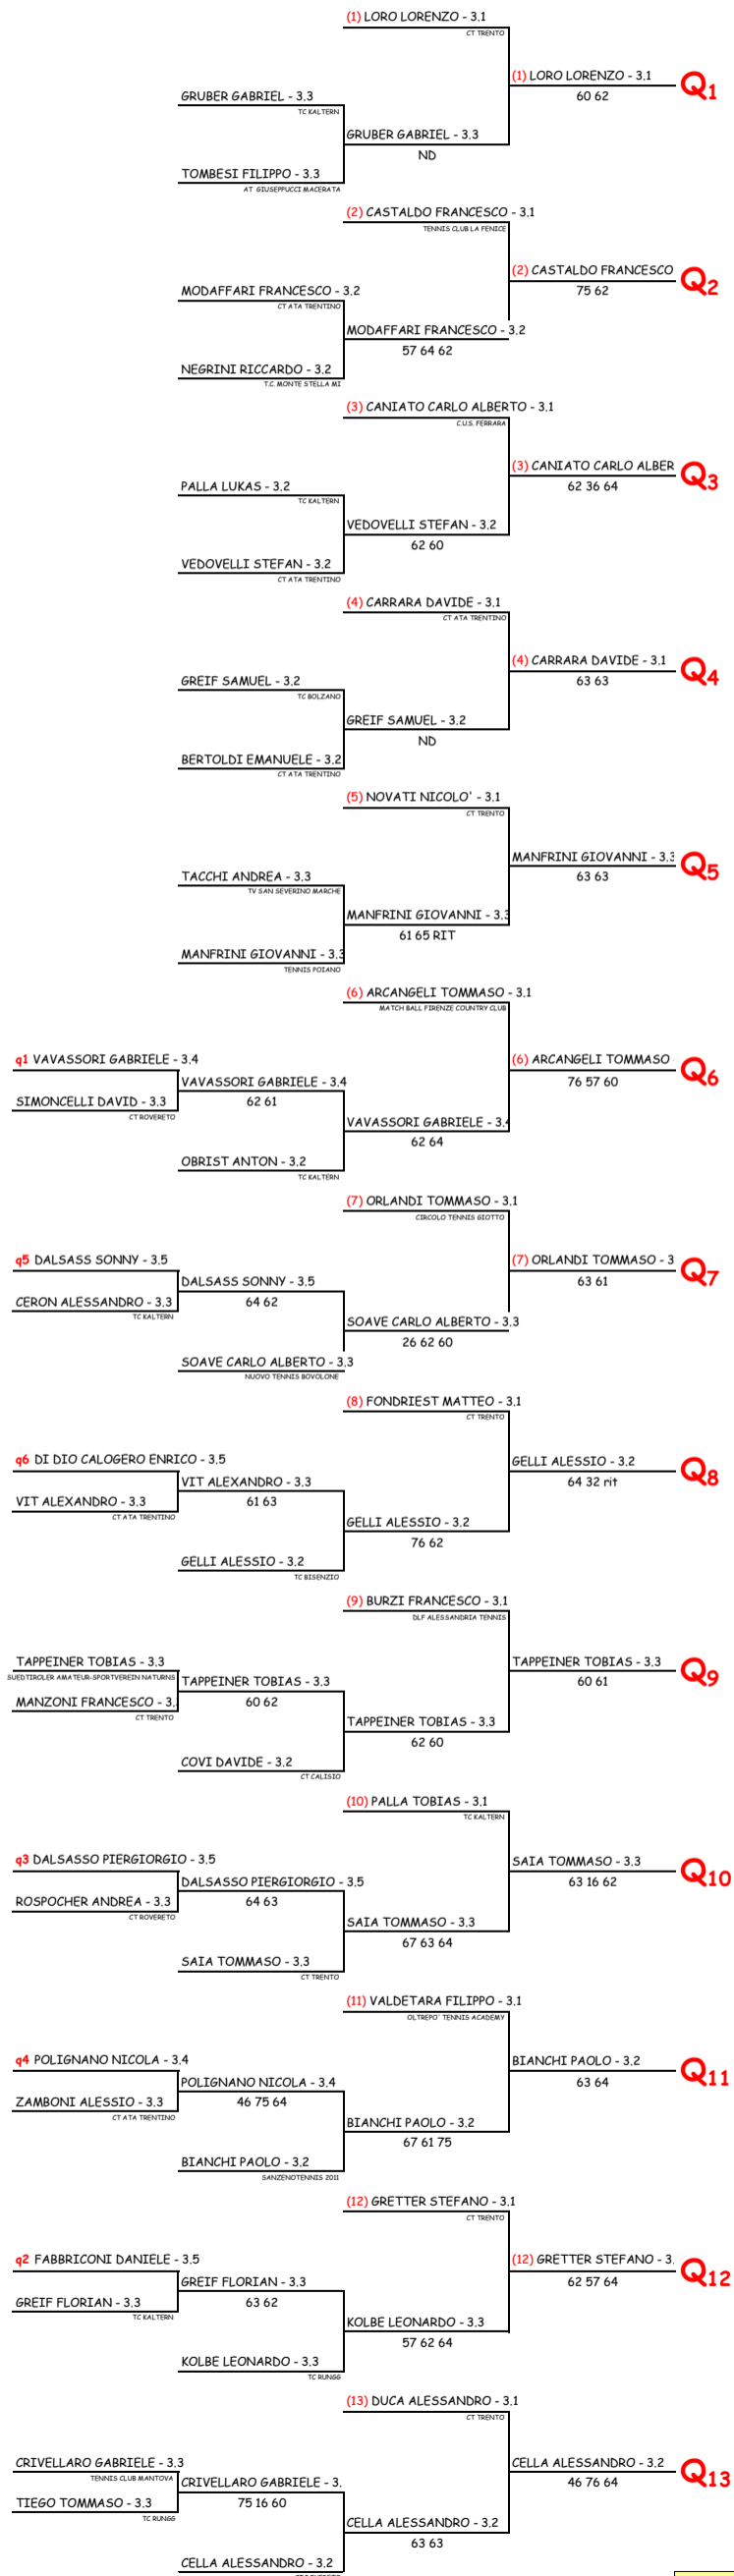 (1) LORO LORENZO - 3.1
CT TRENTO
(1) LORO LORENZO - 3.1
60 62
Q1
GRUBER GABRIEL - 3.3
TC KALTERN
GRUBER GABRIEL - 3.3
ND
TOMBESI FILIPPO - 3.3
AT GIUSEPPUCCI MACERATA
(2) CASTALDO FRANCESCO - 3.1
TENNIS CLUB LA FENICE
(2) CASTALDO FRANCESCO
75 62
Q2
MODAFFARI FRANCESCO - 3.2
CT ATA TRENTINO
MODAFFARI FRANCESCO - 3.2
57 64 62
NEGRINI RICCARDO - 3.2
T.C. MONTE STELLA MI
(3) CANIATO CARLO ALBERTO - 3.1
C.U.S. FERRARA
(3) CANIATO CARLO ALBER
62 36 64
Q3
PALLA LUKAS - 3.2
TC KALTERN
VEDOVELLI STEFAN - 3.2
62 60
VEDOVELLI STEFAN - 3.2
CT ATA TRENTINO
(4) CARRARA DAVIDE - 3.1
CT ATA TRENTINO
(4) CARRARA DAVIDE - 3.1
63 63
Q4
GREIF SAMUEL - 3.2
TC BOLZANO
GREIF SAMUEL - 3.2
ND
BERTOLDI EMANUELE - 3.2
CT ATA TRENTINO
(5) NOVATI NICOLO' - 3.1
CT TRENTO
MANFRINI GIOVANNI - 3.3
63 63
Q5
TACCHI ANDREA - 3.3
TV SAN SEVERINO MARCHE
MANFRINI GIOVANNI - 3.3
61 65 RIT
MANFRINI GIOVANNI - 3.3
TENNIS POIANO
(6) ARCANGELI TOMMASO - 3.1
MATCH BALL FIRENZE COUNTRY CLUB
(6) ARCANGELI TOMMASO
76 57 60
Q6
q1 VAVASSORI GABRIELE - 3.4
VAVASSORI GABRIELE - 3.4
62 61
SIMONCELLI DAVID - 3.3
CT ROVERETO
VAVASSORI GABRIELE - 3.4
62 64
OBRIST ANTON - 3.2
TC KALTERN
(7) ORLANDI TOMMASO - 3.1
CIRCOLO TENNIS GIOTTO
(7) ORLANDI TOMMASO - 3
63 61
Q7
q5 DALSASS SONNY - 3.5
DALSASS SONNY - 3.5
64 62
CERON ALESSANDRO - 3.3
TC KALTERN
SOAVE CARLO ALBERTO - 3.3
26 62 60
SOAVE CARLO ALBERTO - 3.3
NUOVO TENNIS BOVOLONE
(8) FONDRIEST MATTEO - 3.1
CT TRENTO
GELLI ALESSIO - 3.2
64 32 rit
Q8
q6 DI DIO CALOGERO ENRICO - 3.5
VIT ALEXANDRO - 3.3
61 63
VIT ALEXANDRO - 3.3
CT ATA TRENTINO
GELLI ALESSIO - 3.2
76 62
GELLI ALESSIO - 3.2
TC BISENZIO
(9) BURZI FRANCESCO - 3.1
DLF ALESSANDRIA TENNIS
TAPPEINER TOBIAS - 3.3
60 61
Q9
TAPPEINER TOBIAS - 3.3
SUEDTIROLER AMATEUR-SPORTVEREIN NATURNS
TAPPEINER TOBIAS - 3.3
60 62
MANZONI FRANCESCO - 3.
CT TRENTO
TAPPEINER TOBIAS - 3.3
62 60
COVI DAVIDE - 3.2
CT CALISIO
(10) PALLA TOBIAS - 3.1
TC KALTERN
SAIA TOMMASO - 3.3
63 16 62
Q10
q3 DALSASSO PIERGIORGIO - 3.5
DALSASSO PIERGIORGIO - 3.5
64 63
ROSPOCHER ANDREA - 3.3
CT ROVERETO
SAIA TOMMASO - 3.3
67 63 64
SAIA TOMMASO - 3.3
CT TRENTO
(11) VALDETARA FILIPPO - 3.1
OLTREPO' TENNIS ACADEMY
BIANCHI PAOLO - 3.2
63 64
Q11
q4 POLIGNANO NICOLA - 3.4
POLIGNANO NICOLA - 3.4
46 75 64
ZAMBONI ALESSIO - 3.3
CT ATA TRENTINO
BIANCHI PAOLO - 3.2
67 61 75
BIANCHI PAOLO - 3.2
SANZENOTENNIS 2011
(12) GRETTER STEFANO - 3.1
CT TRENTO
(12) GRETTER STEFANO - 3.
62 57 64
Q12
q2 FABBRICONI DANIELE - 3.5
GREIF FLORIAN - 3.3
63 62
GREIF FLORIAN - 3.3
TC KALTERN
KOLBE LEONARDO - 3.3
57 62 64
KOLBE LEONARDO - 3.3
TC RUNGG
(13) DUCA ALESSANDRO - 3.1
CT TRENTO
CELLA ALESSANDRO - 3.2
46 76 64
Q13
CRIVELLARO GABRIELE - 3.3
TENNIS CLUB MANTOVA
CRIVELLARO GABRIELE - 3.
75 16 60
TIEGO TOMMASO - 3.3
TC RUNGG
CELLA ALESSANDRO - 3.2
63 63
CELLA ALESSANDRO - 3.2